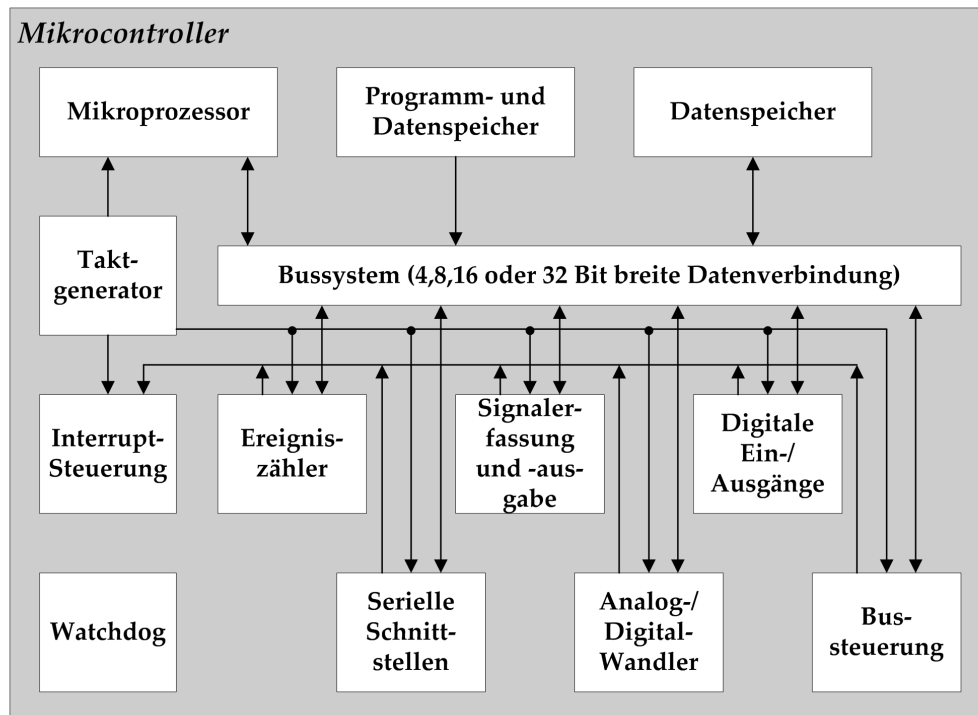 Mikrocontroller
Mikroprozessor
Programm- und
Datenspeicher
Datenspeicher
Takt-
generator
Bussystem (4,8,16 oder 32 Bit breite Datenverbindung)
Interrupt-
Steuerung
Ereignis-
zähler
Signaler-
fassung
und -aus-
gabe
Digitale
Ein-/
Ausgänge
Watchdog
Serielle
Schnitt-
stellen
Analog-/
Digital-
Wandler
Bus-
steuerung